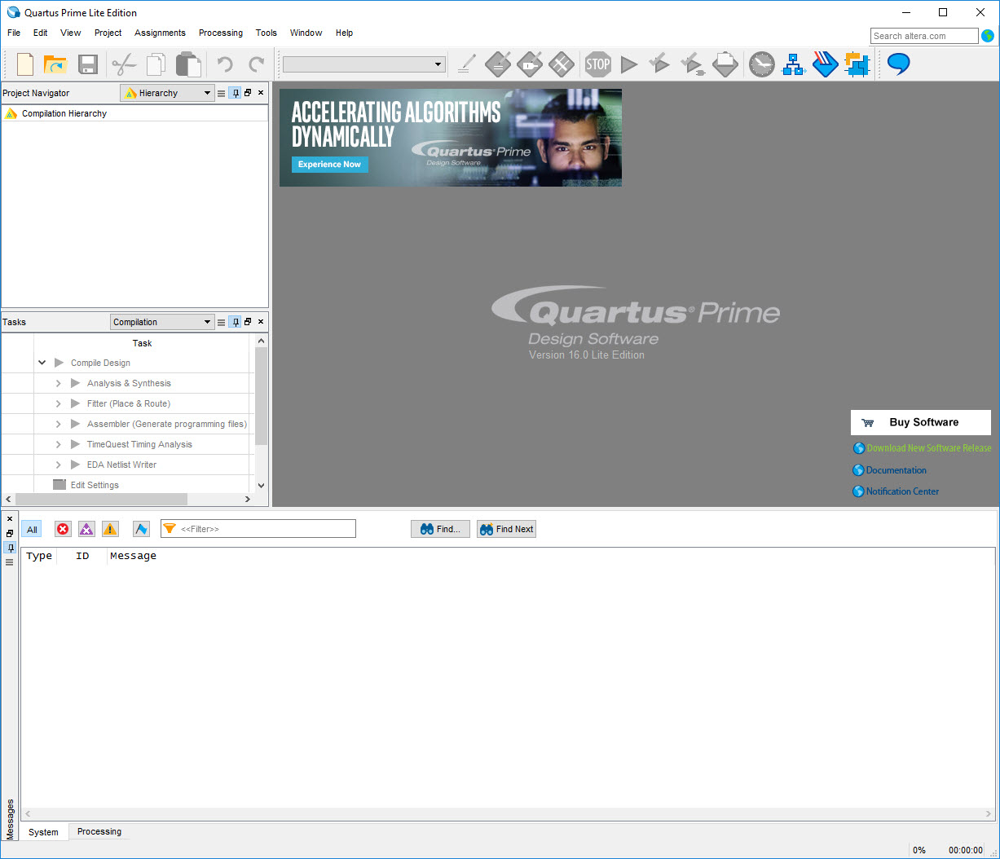 Quartus Prime Lite Edition
File Edit View Project Assignments Processing Tools Window Help
Search altera.com
STOP
Project Navigator
Hierarchy
Compilation Hierarchy
ACCELERATING ALGORITHMS
DYNAMICALLY
Experience Now
Quartus® Prime
Design Software
Quartus® Prime
Design Software
Version 16.0 Lite Edition
Tasks
Compilation
Task
Compile Design
Analysis & Synthesis
Fitter (Place & Route)
Assembler (Generate programming files)
TimeQuest Timing Analysis
EDA Netlist Writer
Edit Settings
Buy Software
Download New Software Release
Documentation
Notification Center
All
<<Filter>>
Find...
Find Next
Type ID Message
Messages
System Processing
0% 00:00:00